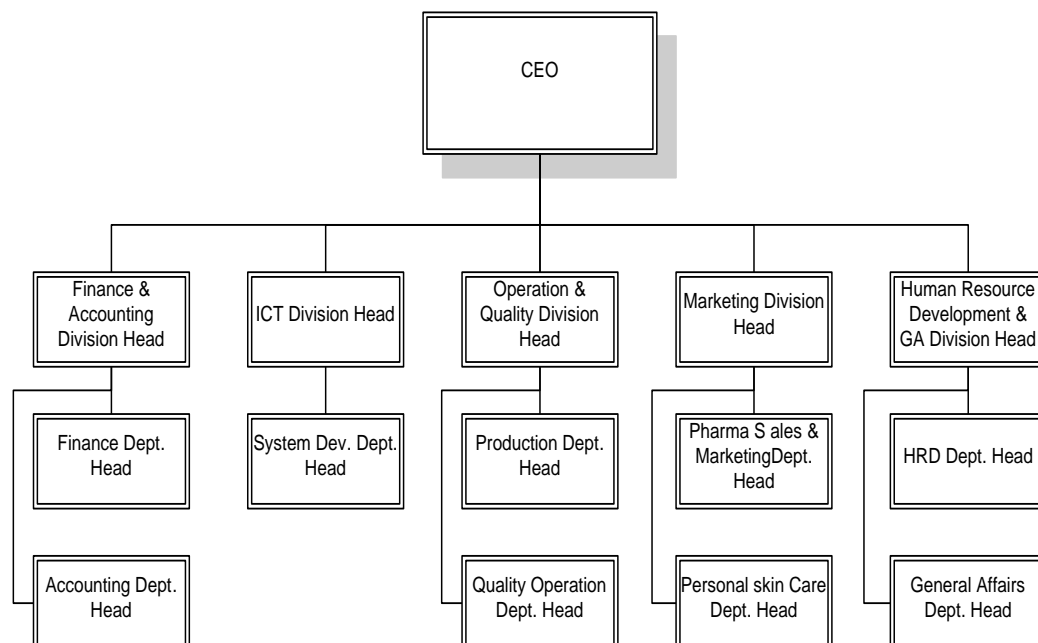 CEO
Finance &
Accounting
Division Head
ICT Division Head
Operation &
Quality Division
Head
Marketing Division
Head
Human Resource
Development &
GA Division Head
Finance Dept.
Head
System Dev. Dept.
Head
Production Dept.
Head
Pharma S ales &
MarketingDept.
Head
HRD Dept. Head
Accounting Dept.
Head
Quality Operation
Dept. Head
Personal skin Care
Dept. Head
General Affairs
Dept. Head